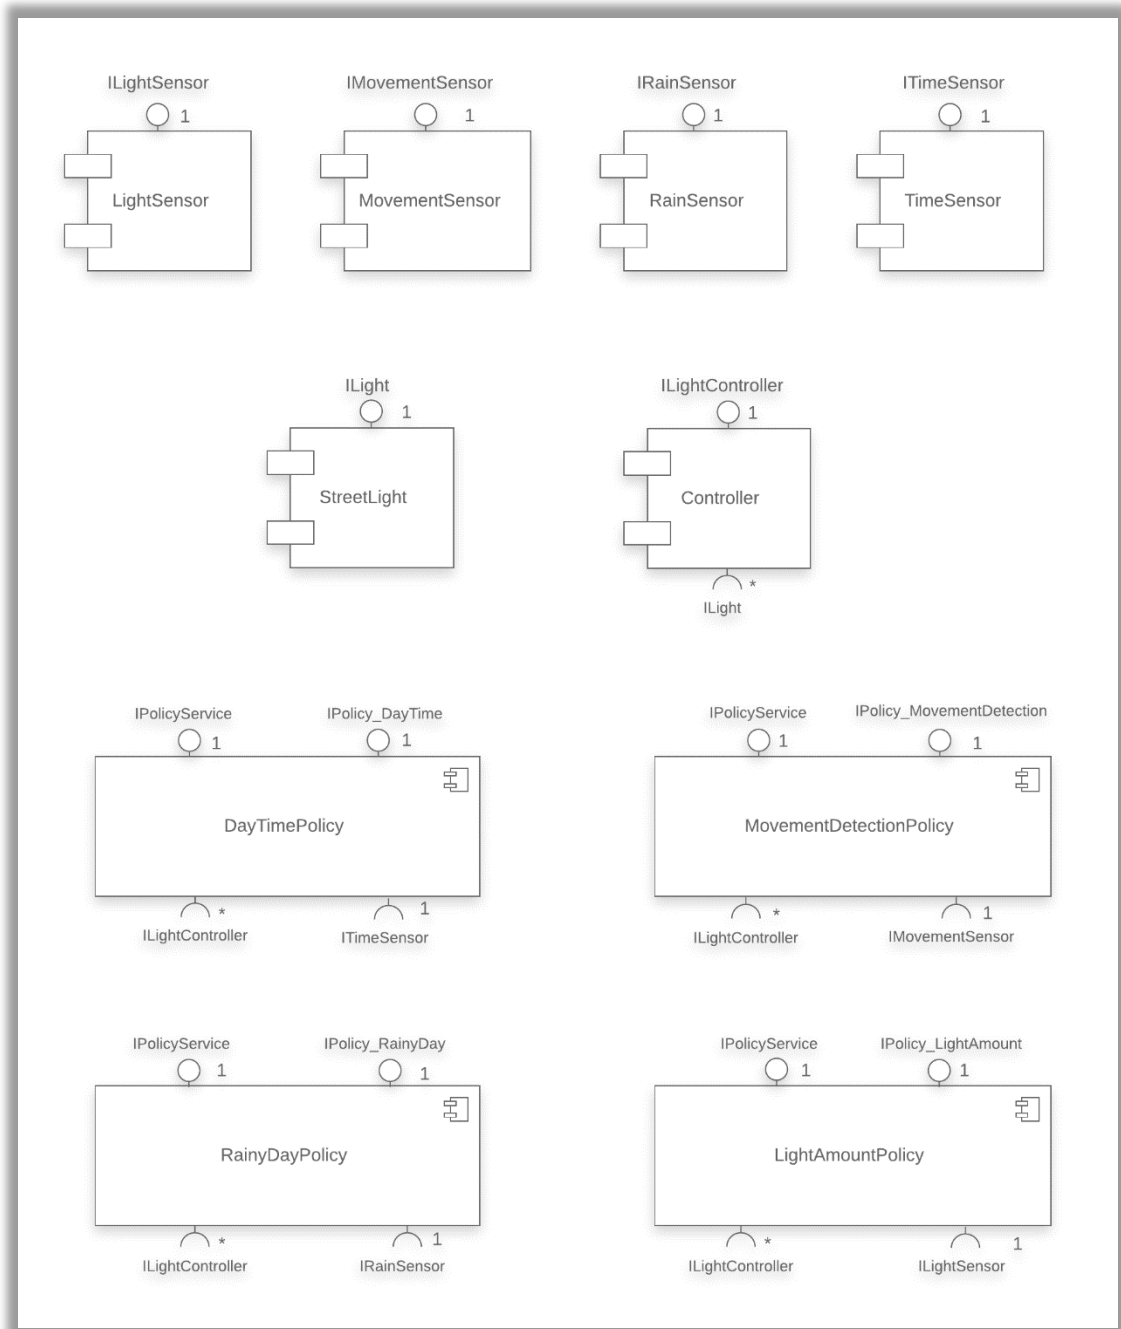 ILightSensor
IMovementSensor
IRainSensor
ITimeSensor
1
1
1
1
LightSensor
MovementSensor
RainSensor
TimeSensor
ILight
ILightController
1
1
StreetLight
Controller
*
ILight
IPolicyService
IPolicy_DayTime
IPolicyService
IPolicy_MovementDetection
1
1
1
1
DayTimePolicy
MovementDetectionPolicy
*
1
*
1
ILightController
ITimeSensor
ILightController
IMovementSensor
IPolicyService
IPolicy_RainyDay
IPolicyService
IPolicy_LightAmount
1
1
1
1
RainyDayPolicy
LightAmountPolicy
*
1
*
1
ILightController
IRainSensor
ILightController
ILightSensor